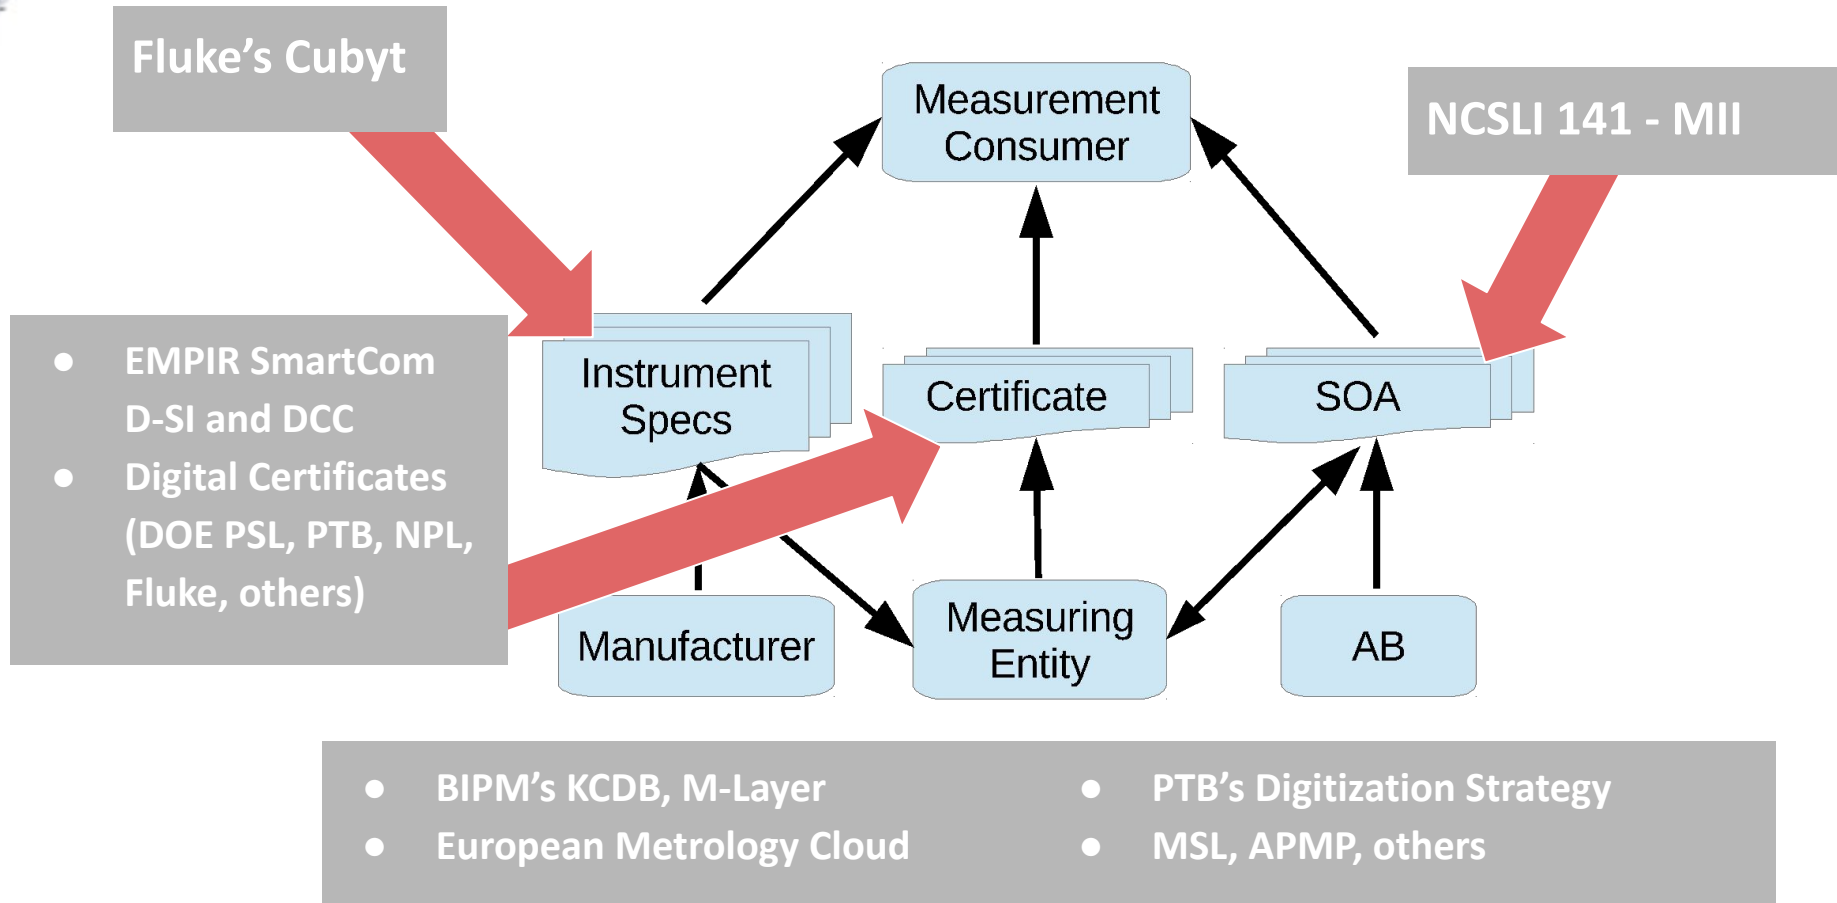 Fluke’s Cubyt
Measurement
Consumer
NCSLI 141 - MII
● EMPIR SmartCom
D-SI and DCC
● Digital Certificates
(DOE PSL, PTB, NPL,
Fluke, others)
Instrument
Specs
Certificate
SOA
Manufacturer
Measuring
Entity
AB
● BIPM’s KCDB, M-Layer
● European Metrology Cloud
● PTB’s Digitization Strategy
● MSL, APMP, others